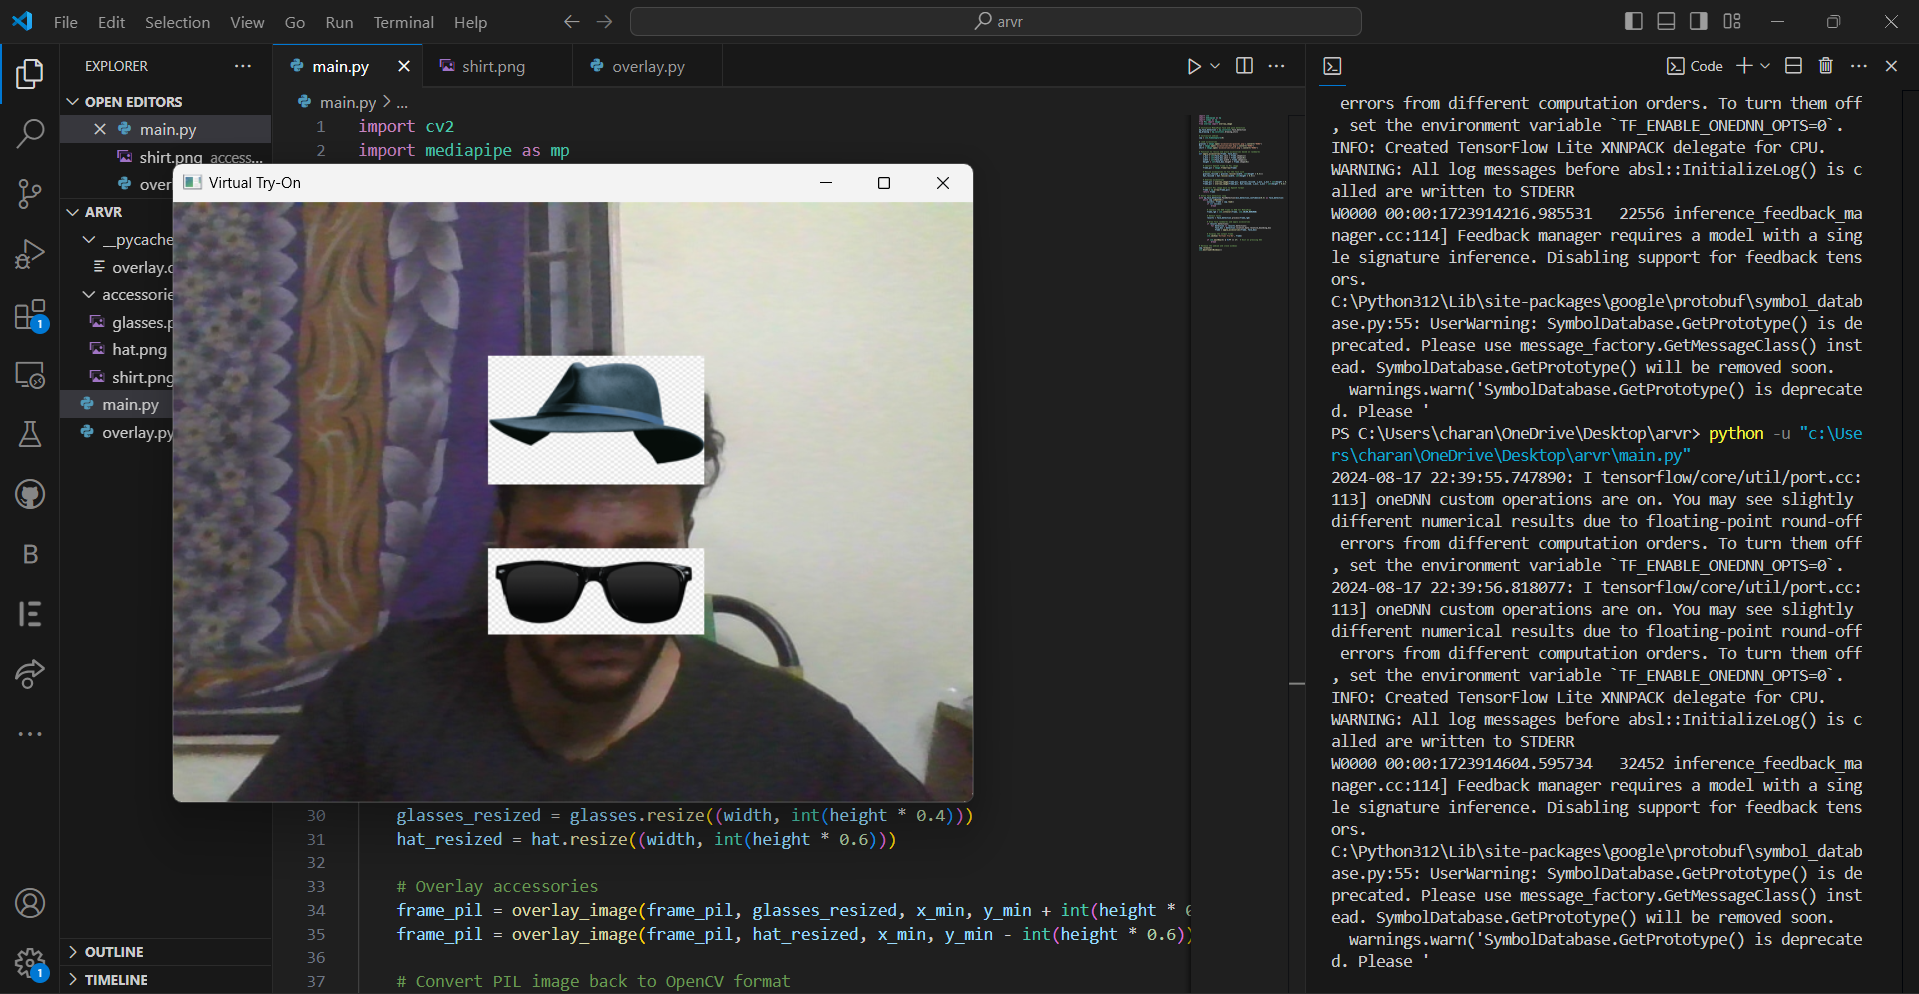 File Edit Selection View Go Run Terminal Help
arvr
EXPLORER
OPEN EDITORS
main.py
shirt.png access...
over
ARVR
__pycache
overlay.c
accessorie
glasses.p
hat.png
shirt.png
main.py
overlay.py
OUTLINE
TIMELINE
1
B
1
main.py
shirt.png
overlay.py
main.py > ...
1 import cv2
2 import mediapipe as mp
Virtual Try-On
30 glasses_resized = glasses.resize((width, int(height * 0.4)))
31 hat_resized = hat.resize((width, int(height * 0.6)))
32
33 # Overlay accessories
34 frame_pil = overlay_image(frame_pil, glasses_resized, x_min, y_min + int(height *
35 frame_pil = overlay_image(frame_pil, hat_resized, x_min, y_min - int(height * 0.6))
36
37 # Convert PIL image back to OpenCV format
Code
errors from different computation orders. To turn them off
, set the environment variable `TF_ENABLE_ONEDNN_OPTS=0`.
INFO: Created TensorFlow Lite XNNPACK delegate for CPU.
WARNING: All log messages before absl::InitializeLog() is c
alled are written to STDERR
W0000 00:00:1723914216.985531 22556 inference_feedback_ma
nager.cc:114] Feedback manager requires a model with a sing
le signature inference. Disabling support for feedback tens
ors.
C:\Python312\Lib\site-packages\google\protobuf\symbol_datab
ase.py:55: UserWarning: SymbolDatabase.GetPrototype() is de
precated. Please use message_factory.GetMessageClass() inst
ead. SymbolDatabase.GetPrototype() will be removed soon.
warnings.warn('SymbolDatabase.GetPrototype() is deprecate
d. Please '
PS C:\Users\charan\OneDrive\Desktop\arvr> python -u "c:\Use
rs\charan\OneDrive\Desktop\arvr\main.py"
2024-08-17 22:39:55.747890: I tensorflow/core/util/port.cc:
113] oneDNN custom operations are on. You may see slightly
different numerical results due to floating-point round-off
errors from different computation orders. To turn them off
, set the environment variable `TF_ENABLE_ONEDNN_OPTS=0`.
2024-08-17 22:39:56.818077: I tensorflow/core/util/port.cc:
113] oneDNN custom operations are on. You may see slightly
different numerical results due to floating-point round-off
errors from different computation orders. To turn them off
, set the environment variable `TF_ENABLE_ONEDNN_OPTS=0`.
INFO: Created TensorFlow Lite XNNPACK delegate for CPU.
WARNING: All log messages before absl::InitializeLog() is c
alled are written to STDERR
W0000 00:00:1723914604.595734 32452 inference_feedback_ma
nager.cc:114] Feedback manager requires a model with a sing
le signature inference. Disabling support for feedback tens
ors.
C:\Python312\Lib\site-packages\google\protobuf\symbol_datab
ase.py:55: UserWarning: SymbolDatabase.GetPrototype() is de
precated. Please use message_factory.GetMessageClass() inst
ead. SymbolDatabase.GetPrototype() will be removed soon.
warnings.warn('SymbolDatabase.GetPrototype() is deprecate
d. Please '